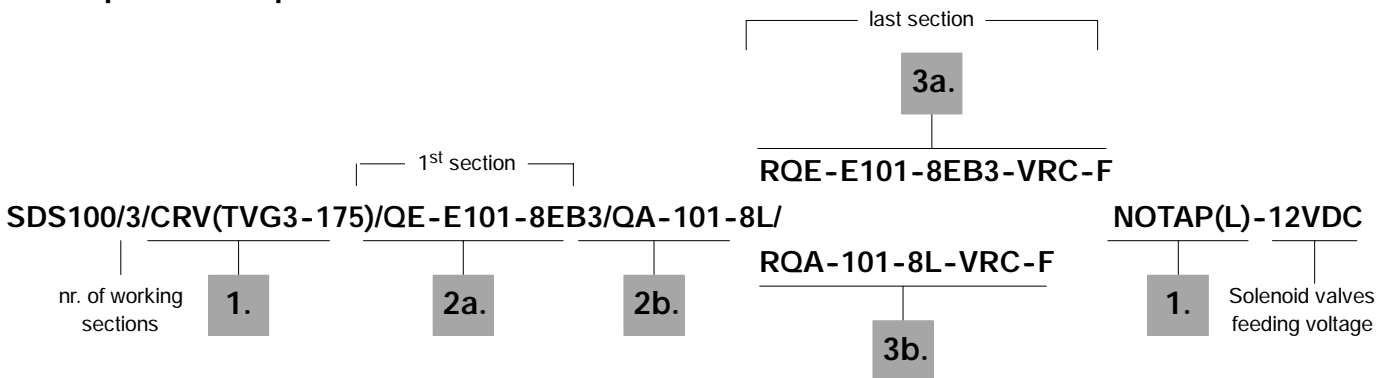 last section
3a.
1st section
RQE-E101-8EB3-VRC-F
SDS100/3/CRV(TVG3-175)/QE-E101-8EB3/QA-101-8L/
NOTAP(L)-12VDC
RQA-101-8L-VRC-F
nr. of working
sections
1.
2a.
2b.
3b.
1.
Solenoid valves
feeding voltage